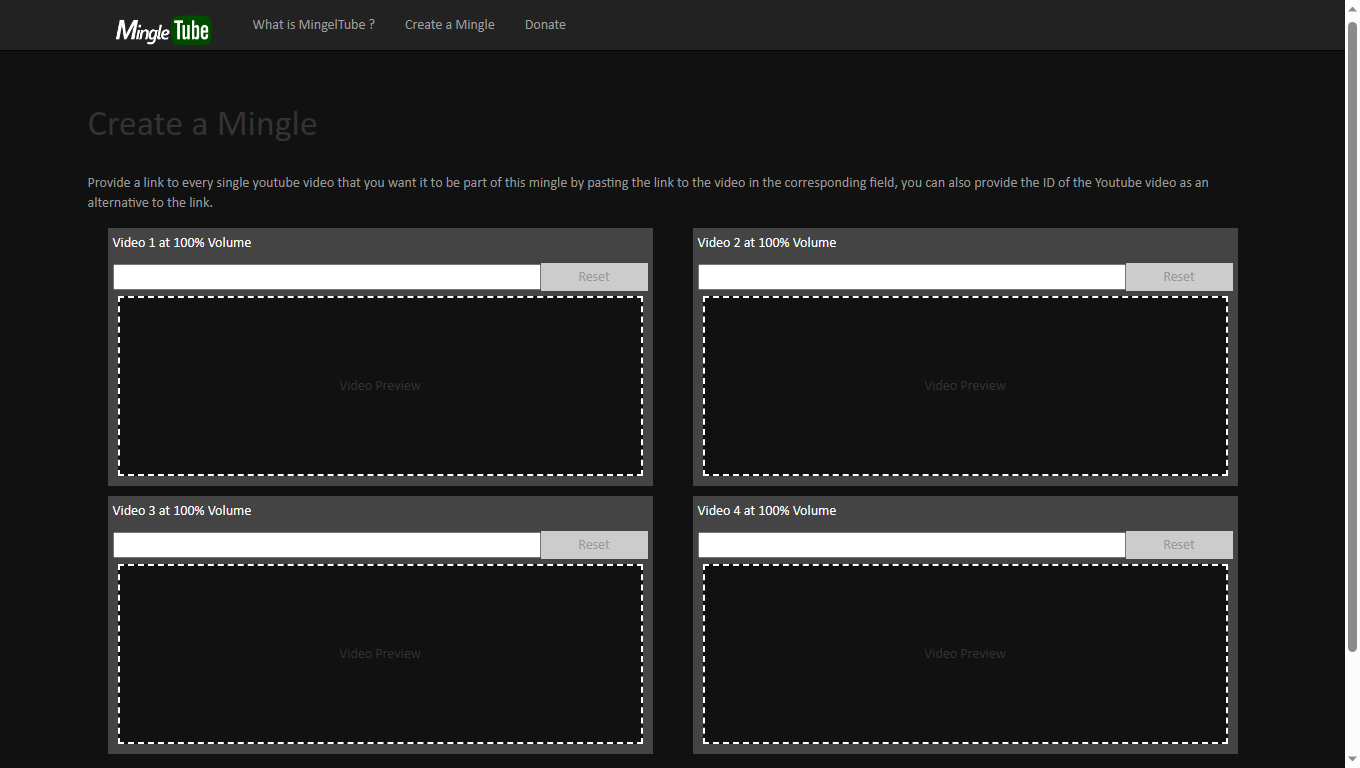 Mingle Tube
What is MingelTube ?
Create a Mingle
Donate
Create a Mingle
Provide a link to every single youtube video that you want it to be part of this mingle by pasting the link to the video in the corresponding field, you can also provide the ID of the Youtube video as an
alternative to the link.
Video 1 at 100% Volume
Reset
Video Preview
Video 2 at 100% Volume
Reset
Video Preview
Video 3 at 100% Volume
Reset
Video Preview
Video 4 at 100% Volume
Reset
Video Preview